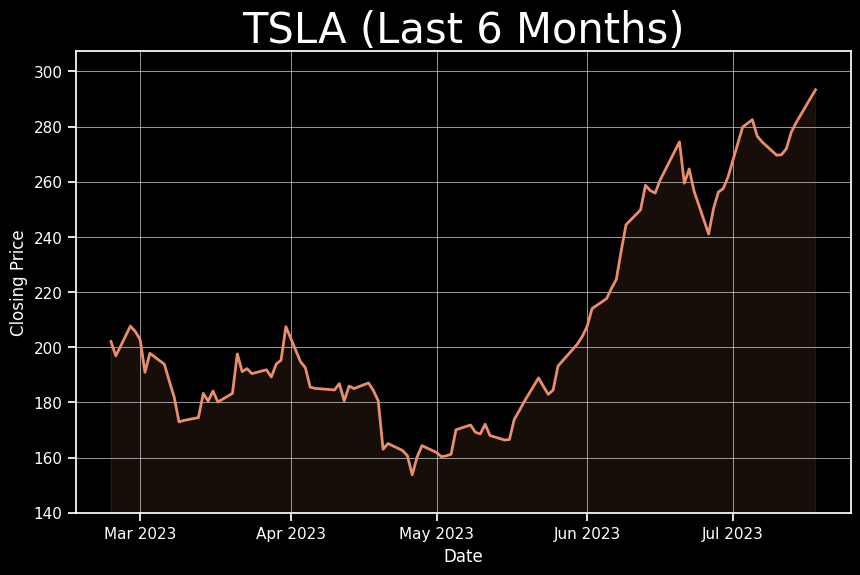 TSLA (Last 6 Months)
Closing Price
300
280
260
240
220
200
180
160
140
Mar 2023
Apr 2023
May 2023
Jun 2023
Jul 2023
Date